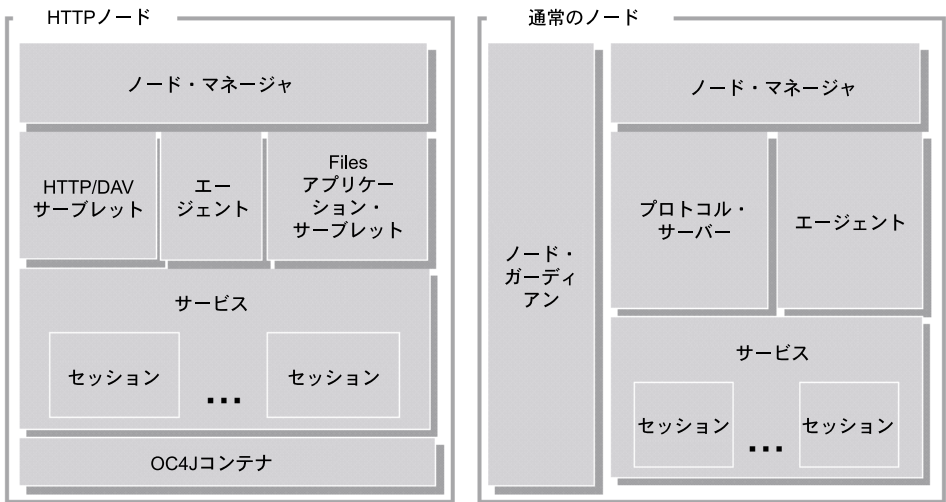 HTTPノード
ノード・マネージャ
HTTP/DAV
サーブレット
エー
ジェント
Files
アプリケー
ション・
サーブレット
サービス
セッション
...
セッション
OC4Jコンテナ
通常のノード
ノード・
ガーディ
アン
ノード・マネージャ
プロトコル・
サーバー
エージェント
サービス
セッション
...
セッション